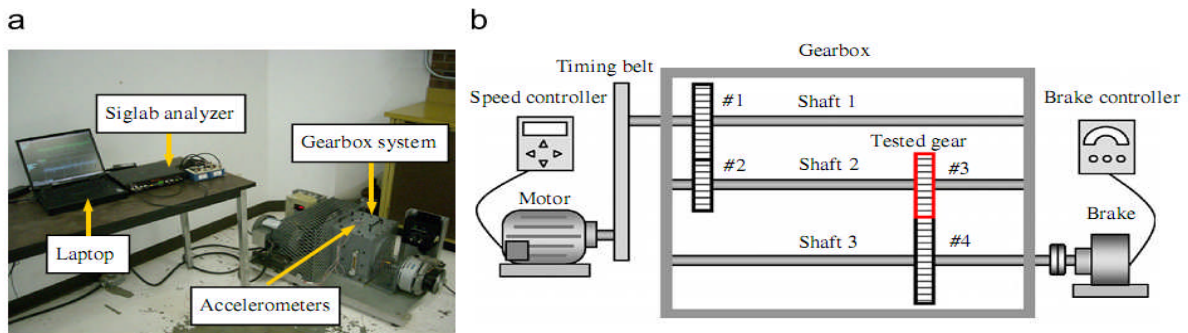 a
Siglab analyzer
Gearbox system
Laptop
Accelerometers
b
Gearbox
Timing belt
Speed controller
#1
Shaft 1
Brake controller
Tested gear
#2
Shaft 2
#3
Motor
Brake
Shaft 3
#4